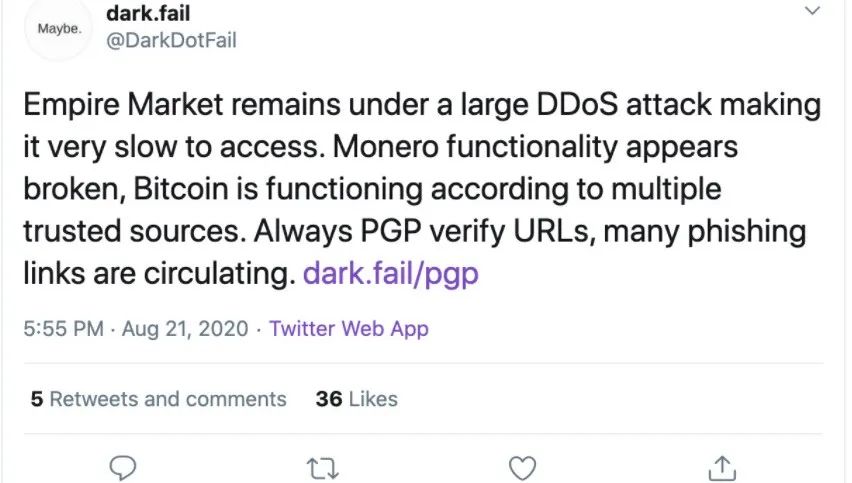 dark.fail
Maybe.
@DarkDotFail
Empire Market remains under a large DDoS attack making
it very slow to access. Monero functionality appears
broken, Bitcoin is functioning according to multiple
trusted sources. Always PGP verify URLs, many phishing
links are circulating. dark.fail/pgp
5:55 PM · Aug 21, 2020 · Twitter Web App
5 Retweets and comments 36 Likes